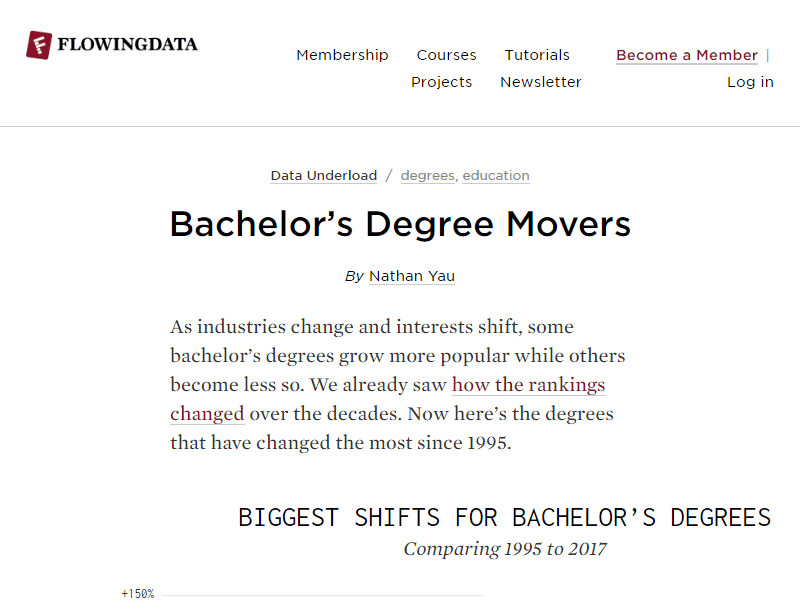 FLOWINGDATA
Membership Courses Tutorials
Projects Newsletter
Become a Member |
Log in
Data Underload / degrees, education
Bachelor’s Degree Movers
By Nathan Yau
As industries change and interests shift, some
bachelor’s degrees grow more popular while others
become less so. We already saw how the rankings
changed over the decades. Now here’s the degrees
that have changed the most since 1995.
BIGGEST SHIFTS FOR BACHELOR’S DEGREES
Comparing 1995 to 2017
+150%